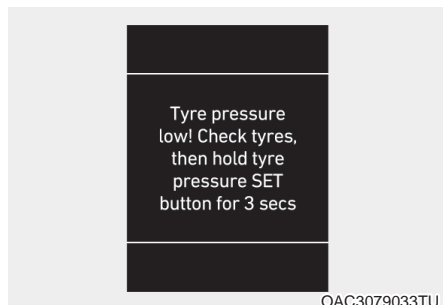 Tyre pressure
low! Check tyres,
then hold tyre
pressure SET
button for 3 secs
OAC3079033TU